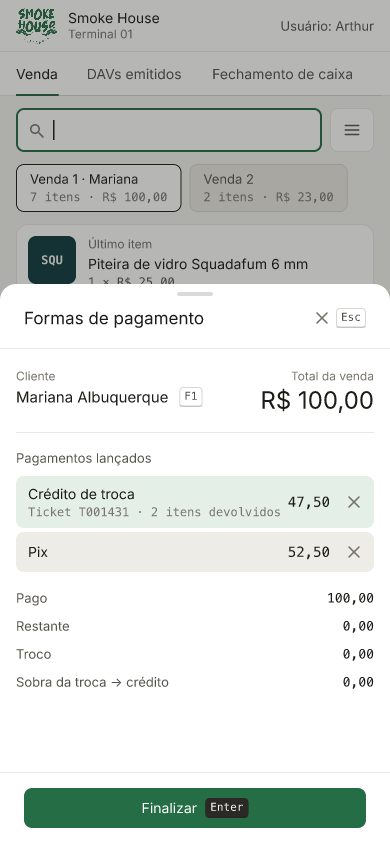 SMOKE
HOUSE
Smoke House
Terminal 01
Usuário: Arthur
Venda
DAVs emitidos
Fechamento de caixa
Venda 1 · Mariana
7 itens · R$ 100,00
Venda 2
2 itens · R$ 23,00
SQU
Último item
Piteira de vidro Squadafum 6 mm
1 × R$ 25,00
Formas de pagamento
Esc
Cliente
Mariana Albuquerque F1
Total da venda
R$ 100,00
Pagamentos lançados
Crédito de troca
Ticket T001431 · 2 itens devolvidos
47,50
Pix 52,50
Pago 100,00
Restante 0,00
Troco 0,00
Sobra da troca → crédito 0,00
Finalizar Enter